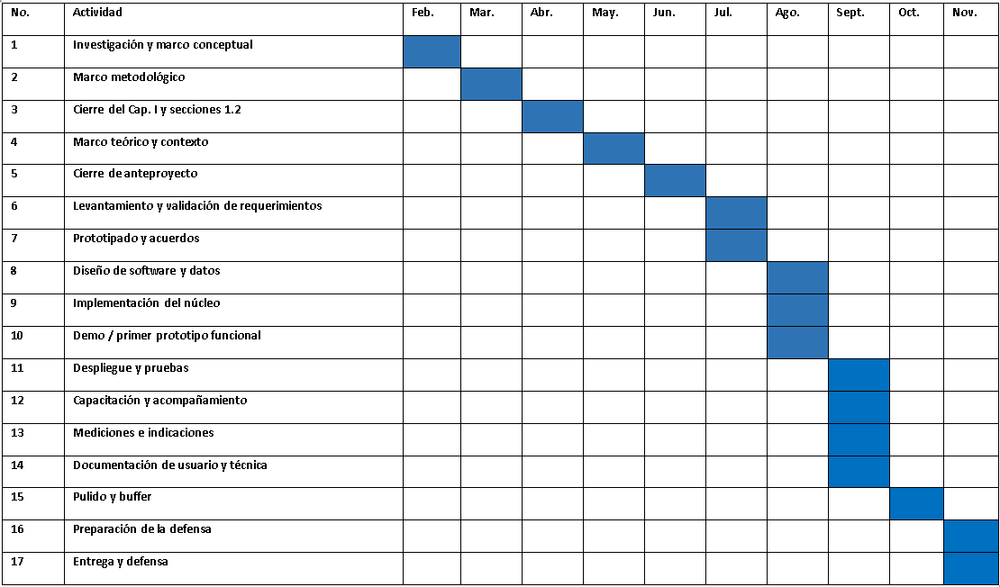 No. Actividad Feb. Mar. Abr. May. Jun. Jul. Ago. Sept. Oct. Nov.
1 Investigación y marco conceptual
2 Marco metodológico
3 Cierre del Cap. I y secciones 1.2
4 Marco teórico y contexto
5 Cierre de anteproyecto
6 Levantamiento y validación de requerimientos
7 Prototipado y acuerdos
8 Diseño de software y datos
9 Implementación del núcleo
10 Demo / primer prototipo funcional
11 Despliegue y pruebas
12 Capacitación y acompañamiento
13 Mediciones e indicaciones
14 Documentación de usuario y técnica
15 Pulido y buffer
16 Preparación de la defensa
17 Entrega y defensa